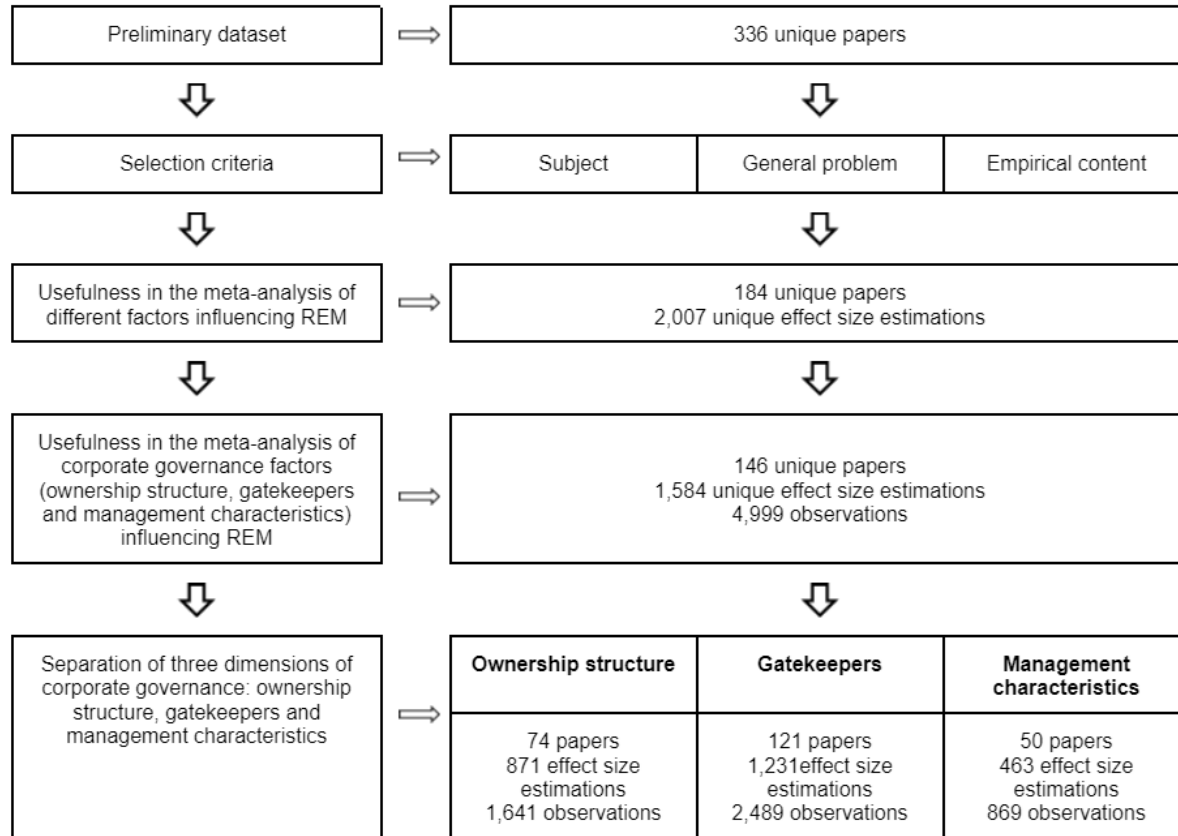 Preliminary dataset
336 unique papers
Selection criteria
Subject
General problem
Empirical content
Usefulness in the meta-analysis of
different factors influencing REM
184 unique papers
2,007 unique effect size estimations
Usefulness in the meta-analysis of
corporate governance factors
(ownership structure, gatekeepers
and management characteristics)
influencing REM
146 unique papers
1,584 unique effect size estimations
4,999 observations
Separation of three dimensions of
corporate governance: ownership
structure, gatekeepers and
management characteristics
Ownership structure
74 papers
871 effect size
estimations
1,641 observations
Gatekeepers
121 papers
1,231effect size
estimations
2,489 observations
Management
characteristics
50 papers
463 effect size
estimations
869 observations